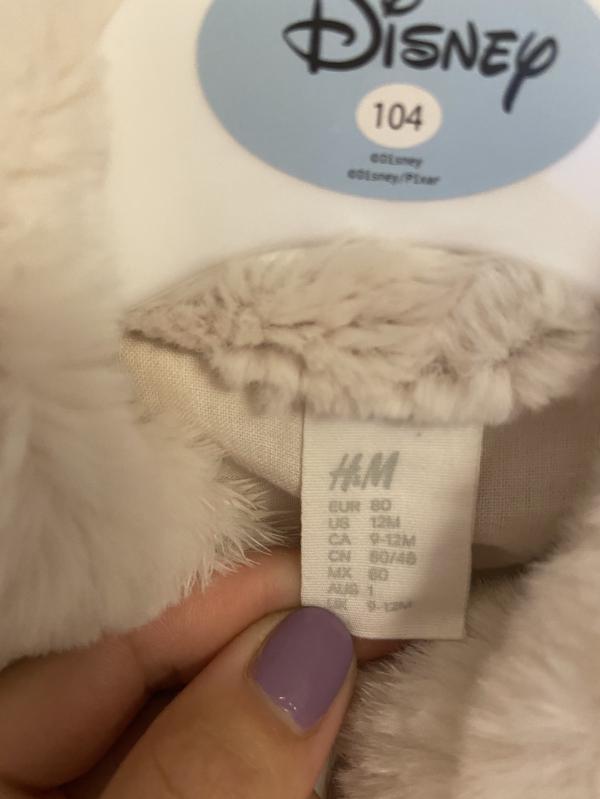 Disney
104
©Disney
©Disney/Pixar
H&M
EUR 80
US 12M
CA 9-12M
CN 80/48
MX 80
AUS 1
UK 9-12M